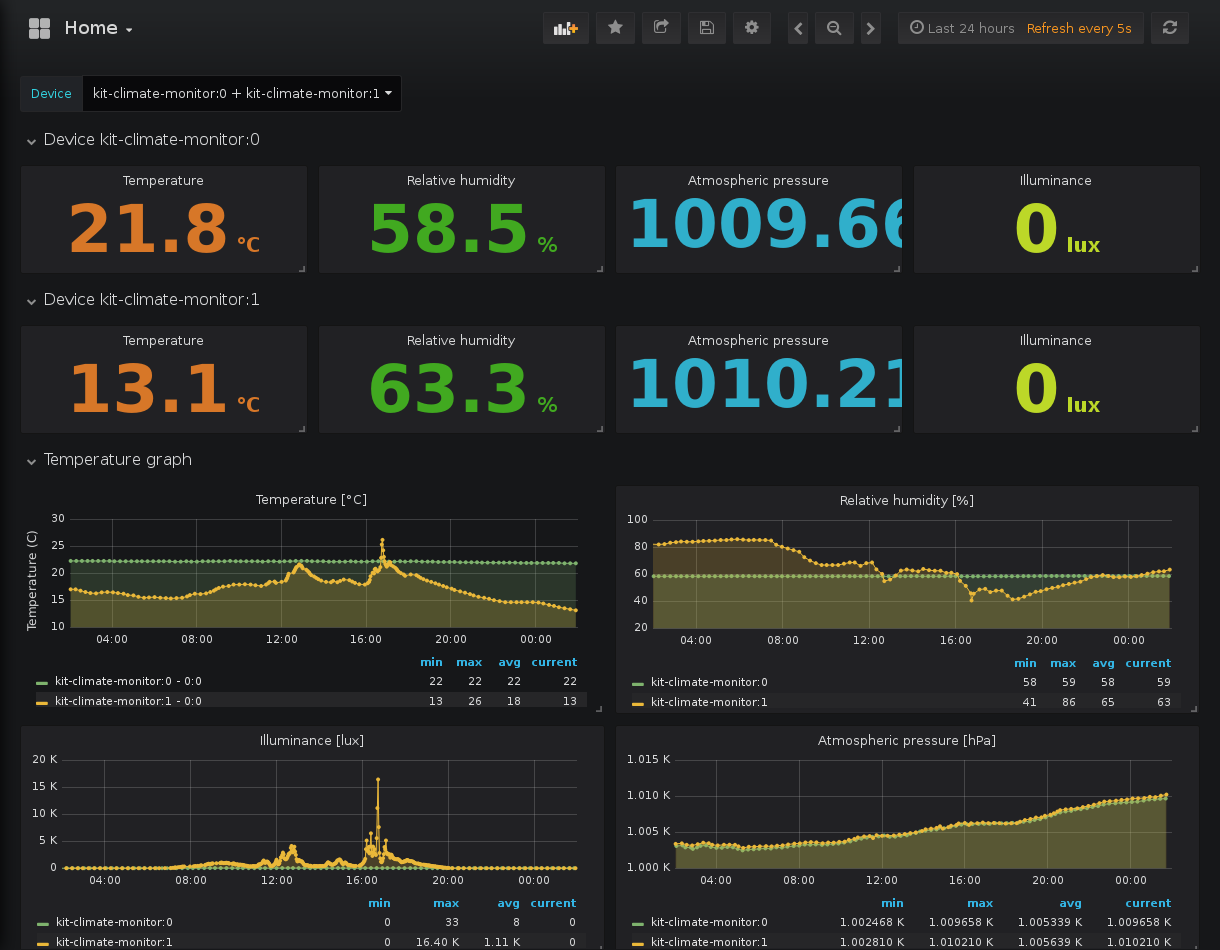 Home
Last 24 hours Refresh every 5s
Device kit-climate-monitor:0 + kit-climate-monitor:1
Device kit-climate-monitor:0
Temperature Relative humidity Atmospheric pressure Illuminance
21.8 °C 58.5 % 1009.66 0 lux
Device kit-climate-monitor:1
Temperature Relative humidity Atmospheric pressure Illuminance
13.1 °C 63.3 % 1010.21 0 lux
Temperature graph
Temperature [°C]
Temperature (C)
30
25
20
15
10
04:00 08:00 12:00 16:00 20:00 00:00
min max avg current
kit-climate-monitor:0 - 0:0 22 22 22 22
kit-climate-monitor:1 - 0:0 13 26 18 13
Relative humidity [%]
100
80
60
40
20
04:00 08:00 12:00 16:00 20:00 00:00
min max avg current
kit-climate-monitor:0 58 59 58 59
kit-climate-monitor:1 41 86 65 63
Illuminance [lux]
20 K
15 K
10 K
5 K
0
04:00 08:00 12:00 16:00 20:00 00:00
min max avg current
kit-climate-monitor:0 0 33 8 0
kit-climate-monitor:1 0 16.40 K 1.11 K 0
Atmospheric pressure [hPa]
1.015 K
1.010 K
1.005 K
1.000 K
04:00 08:00 12:00 16:00 20:00 00:00
min max avg current
kit-climate-monitor:0 1.002468 K 1.009658 K 1.005339 K 1.009658 K
kit-climate-monitor:1 1.002810 K 1.010210 K 1.005639 K 1.010210 K